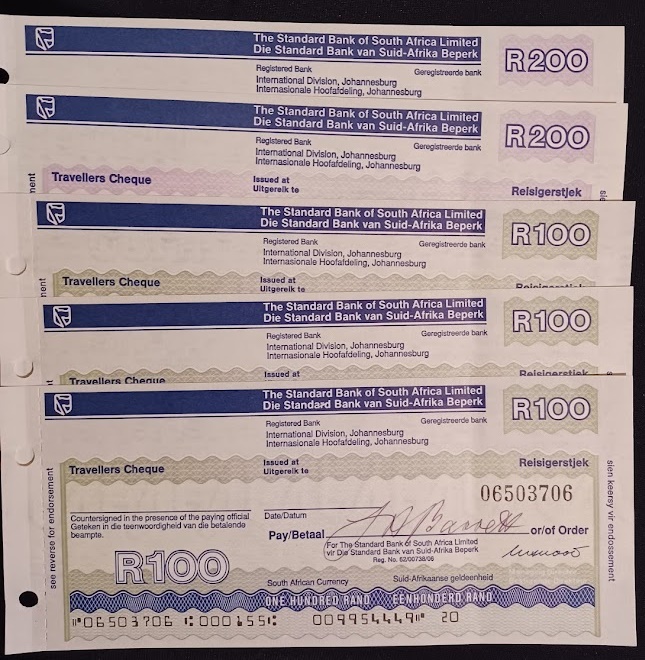 The Standard Bank of South Africa Limited
Die Standard Bank van Suid-Afrika Beperk
Registered Bank Geregistreerde bank
International Division, Johannesburg
Internasionale Hoofafdeling, Johannesburg
R200
The Standard Bank of South Africa Limited
Die Standard Bank van Suid-Afrika Beperk
Registered Bank Geregistreerde bank
International Division, Johannesburg
Internasionale Hoofafdeling, Johannesburg
R200
Travellers Cheque Issued at Reisigerstjek
Uitgereik te
The Standard Bank of South Africa Limited
Die Standard Bank van Suid-Afrika Beperk
Registered Bank Geregistreerde bank
International Division, Johannesburg
Internasionale Hoofafdeling, Johannesburg
R100
Travellers Cheque Issued at Reisigerstjek
Uitgereik te
The Standard Bank of South Africa Limited
Die Standard Bank van Suid-Afrika Beperk
Registered Bank Geregistreerde bank
International Division, Johannesburg
Internasionale Hoofafdeling, Johannesburg
R100
Travellers Cheque Issued at Reisigerstjek
The Standard Bank of South Africa Limited
Die Standard Bank van Suid-Afrika Beperk
Registered Bank Geregistreerde bank
International Division, Johannesburg
Internasionale Hoofafdeling, Johannesburg
R100
Travellers Cheque Issued at Reisigerstjek
Uitgereik te
06503706
see reverse for endorsement
sien keersy vir endossement
Countersigned in the presence of the paying official
Geteken in die teenwoordigheid van die betalende
beampte.
Date/Datum
Pay/Betaal or/of Order
For The Standard Bank of South Africa Limited
vir Die Standard Bank van Suid-Afrika Beperk
Reg. No. 62/00738/06
R100
South African Currency Suid-Afrikaanse geldeenheid
ONE HUNDRED RAND EENHONDERD RAND
⑈06503706 ⑆000155⑆ 009954449⑈ 20